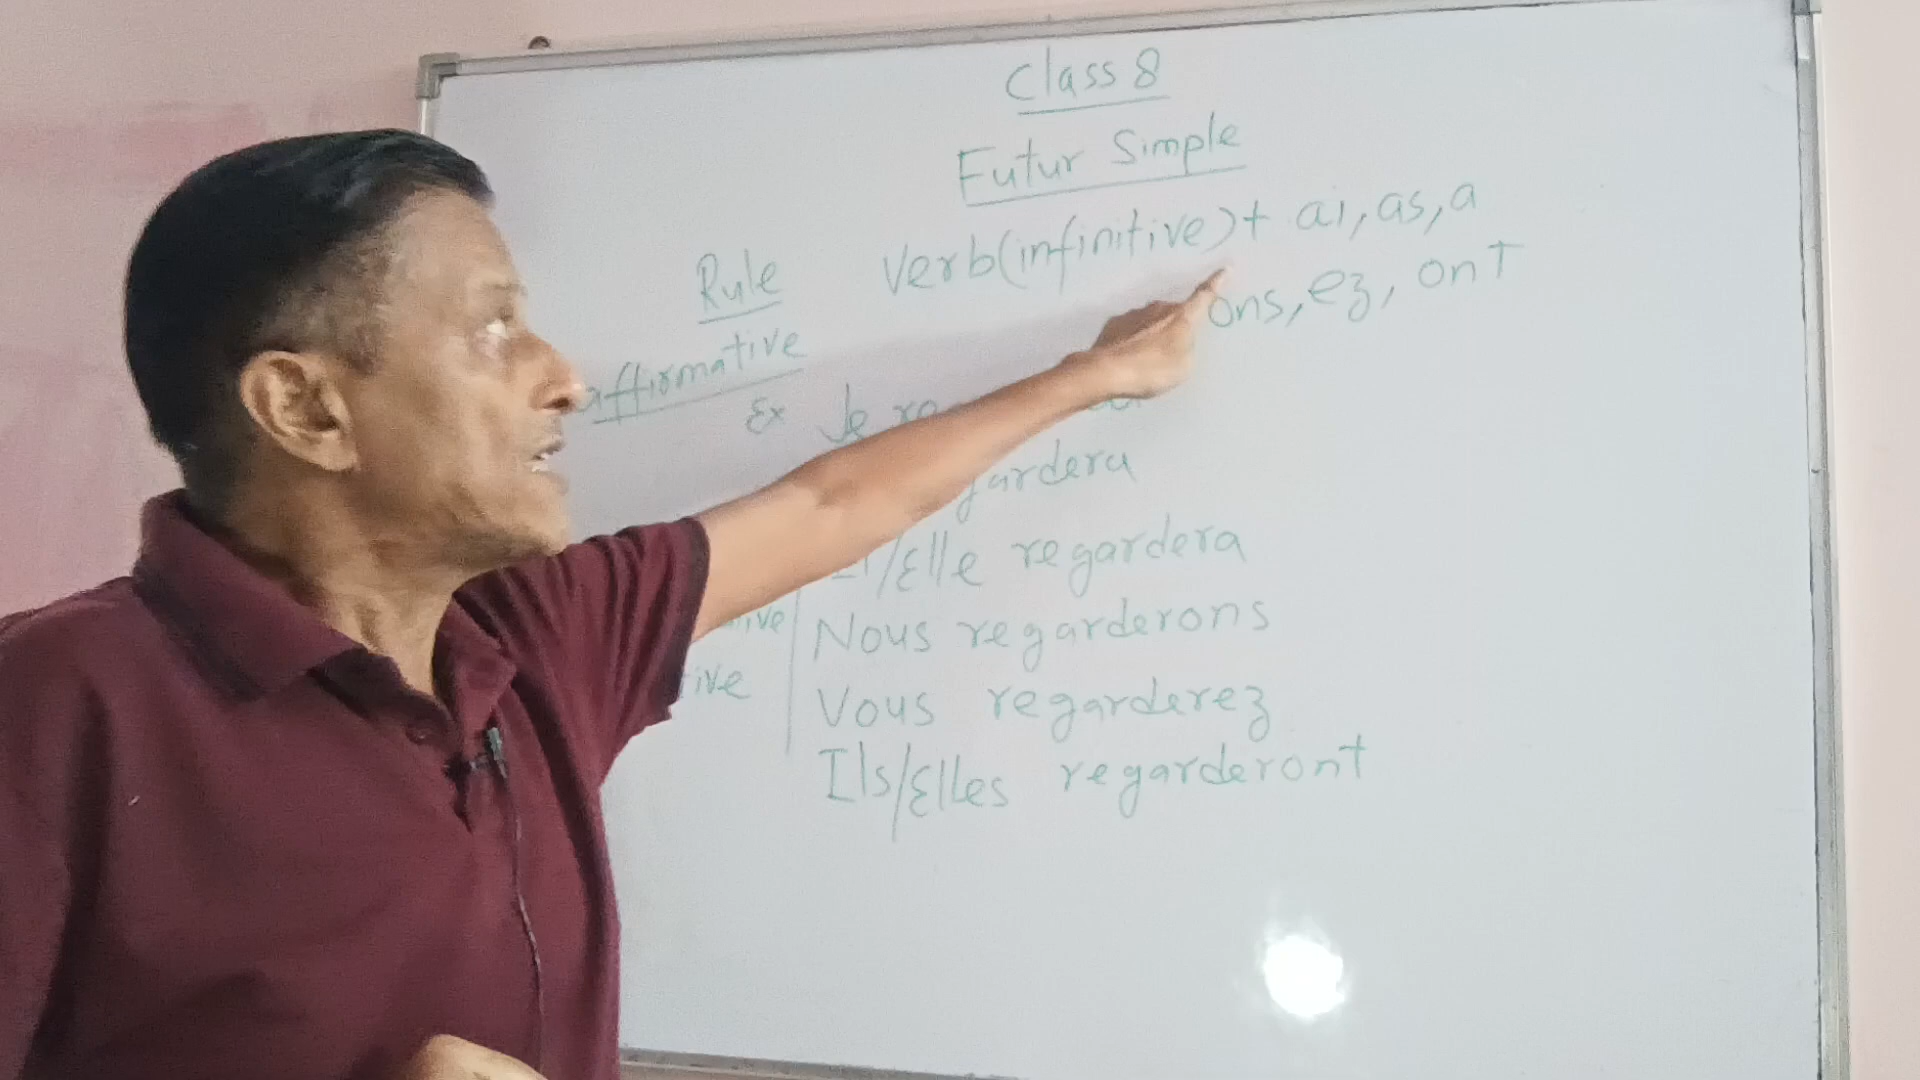 Class 8
Futur Simple
Rule Verb(infinitive)+ ai, as, a
ons, ez, ont
affirmative
Ex Je
Elle regardera
Nous regarderons
Vous regarderez
Ils/Elles regarderont